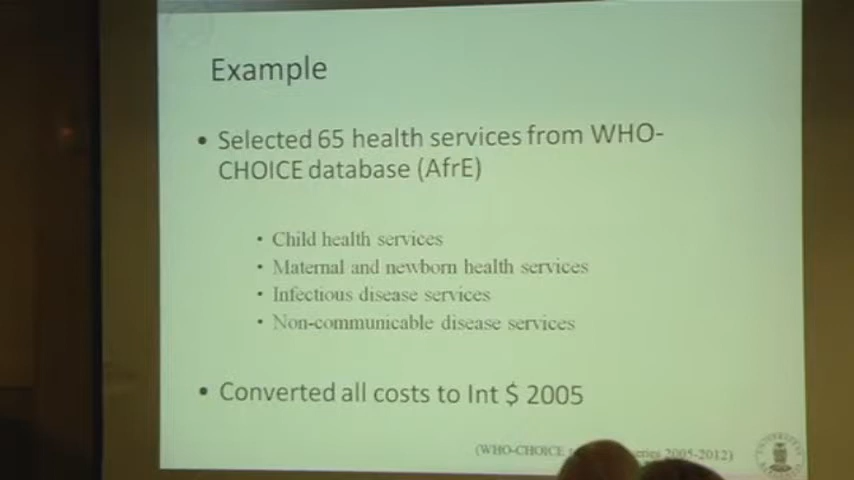 Example
• Selected 65 health services from WHO-
CHOICE database (AfrE)
• Child health services
• Maternal and newborn health services
• Infectious disease services
• Non-communicable disease services
• Converted all costs to Int $ 2005
(WHO-CHOICE 2005-2012)